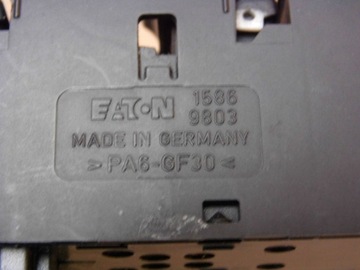 EATON 1586
9803
MADE IN GERMANY
>PA6-GF30<